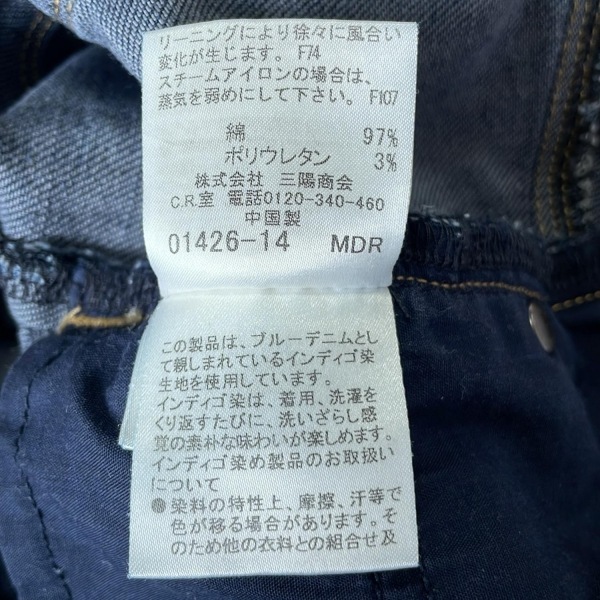 リーニングにより徐々に風合い
変化が生じます。 F74
スチームアイロンの場合は、
蒸気を弱めにして下さい。 F107
綿 97%
ポリウレタン 3%
株式会社 三陽商会
C.R.室 電話0120-340-460
中国製
01426-14 MDR
この製品は、ブルーデニムとし
て親しまれているインディゴ染
生地を使用しています。
インディゴ染は、着用、洗濯を
くり返すたびに、洗いざらし感
覚の素朴な味わいが楽しめます。
インディゴ染め製品のお取扱い
について
●染料の特性上、摩擦、汗等で
色が移る場合があります。そ
のため他の衣料との組合せ及